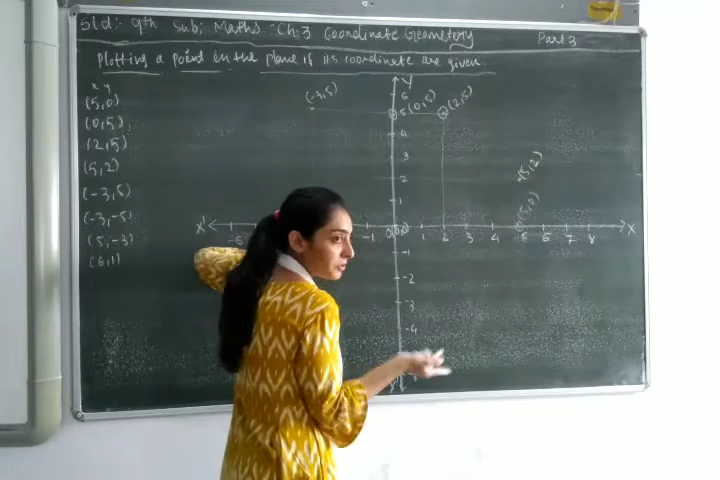 Std:- 9th Sub: Maths - Ch:3 Coordinate Geometery Part 3
Plotting a point in the plane if its coordinate are given.
x y
(5,0)
(0,5)
(2,5)
(5,2)
(-3,5)
(-3,-5)
(5,-3)
(6,1)
Y
(-3,5) 6
5 (0,5) (2,5)
4
3 (5,2)
2
1 (5,0)
X' -6 -1 0(0,0) 1 2 3 4 5 6 7 8 X
-1
-2
-3
-4